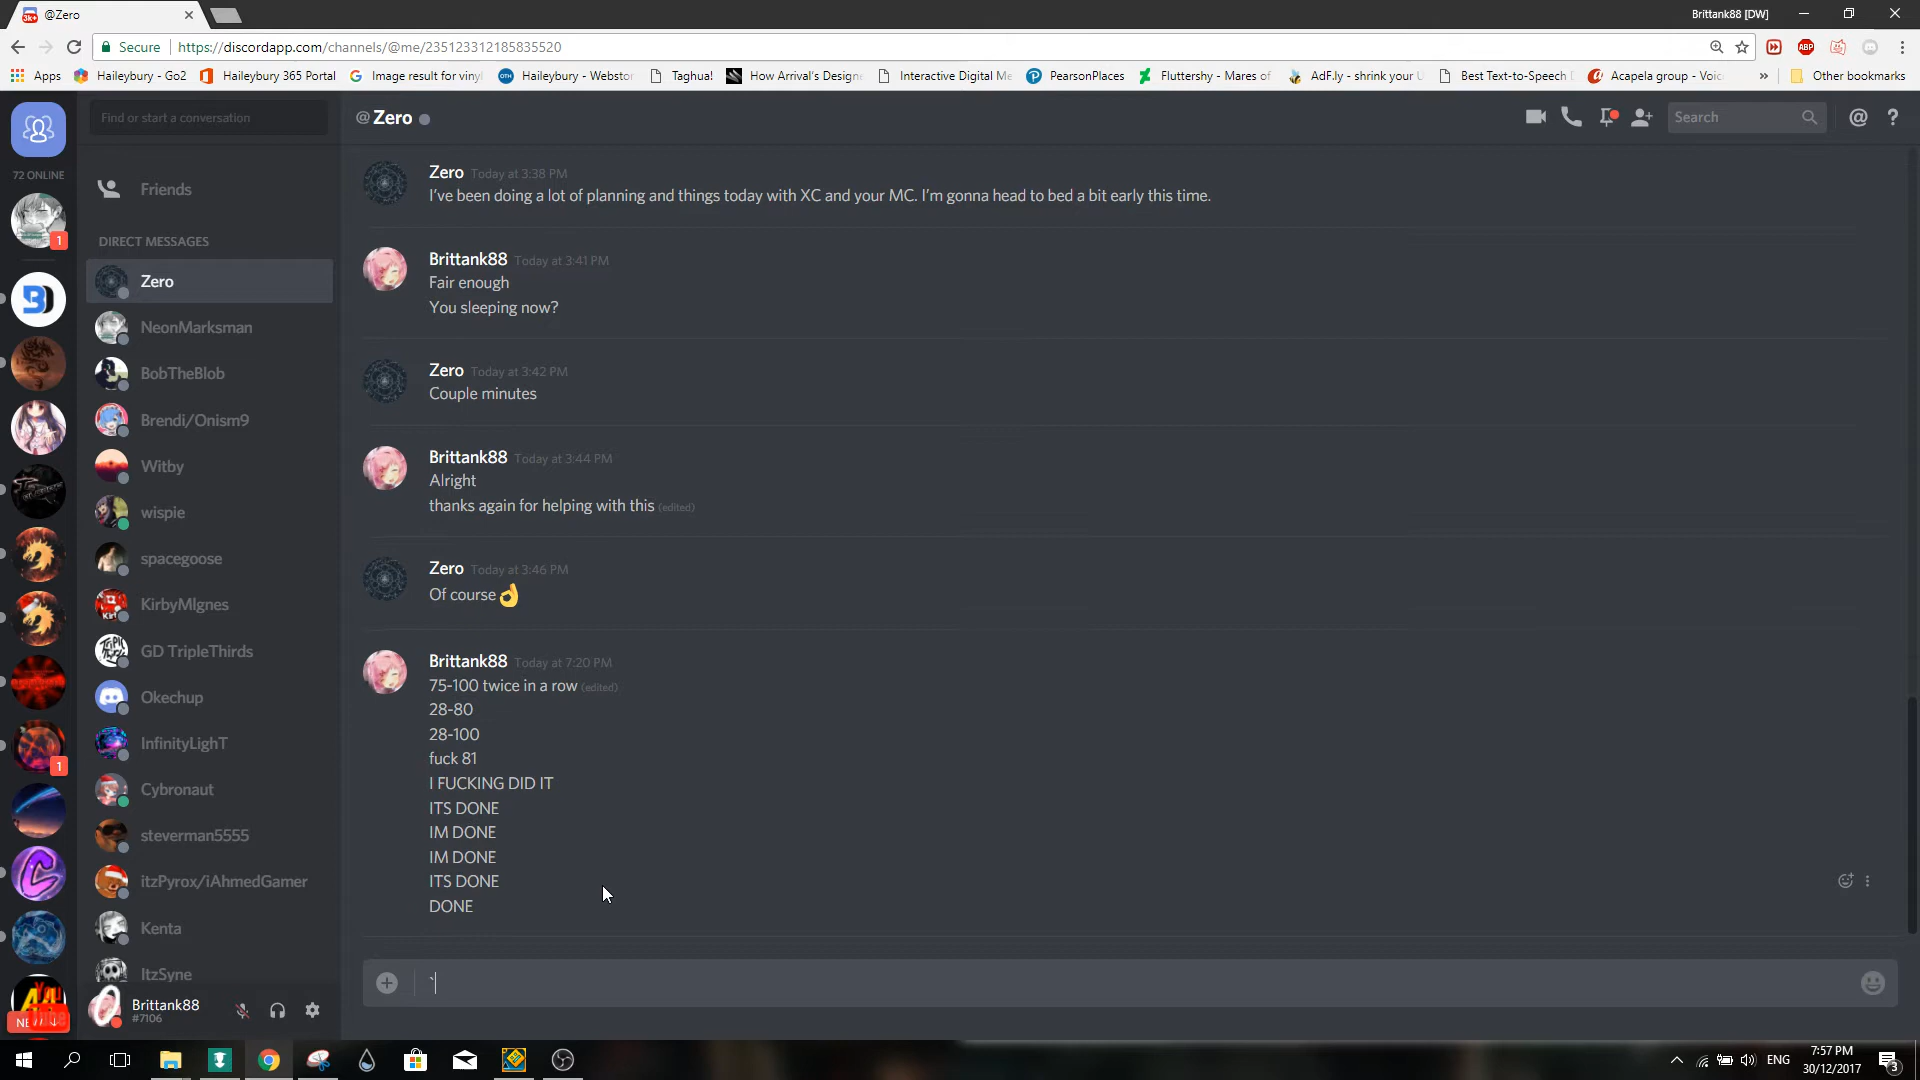 @Zero
Brittank88 [DW]
Secure
https://discordapp.com/channels/@me/235123312185835520
Apps
Haileybury - Go2
Haileybury 365 Portal
Image result for viny
Haileybury - Webstor
Taghua!
How Arrival's Design
Interactive Digital Me
PearsonPlaces
Fluttershy - Mares of
AdF.ly - shrink your U
Best Text-to-Speech
Acapela group - Voic
Other bookmarks
Find or start a conversation
@Zero
Search
72 ONLINE
Friends
DIRECT MESSAGES
Zero
NeonMarksman
BobTheBlob
Brendi/Onism9
Witby
wispie
spacegoose
KirbyMIgnes
GD TripleThirds
Okechup
InfinityLighT
Cybronaut
steverman5555
itzPyrox/iAhmedGamer
Kenta
ItzSyne
Brittank88
#7106
Zero Today at 3:38 PM
I've been doing a lot of planning and things today with XC and your MC. I'm gonna head to bed a bit early this time.
Brittank88 Today at 3:41 PM
Fair enough
You sleeping now?
Zero Today at 3:42 PM
Couple minutes
Brittank88 Today at 3:44 PM
Alright
thanks again for helping with this (edited)
Zero Today at 3:46 PM
Of course👌
Brittank88 Today at 7:20 PM
75-100 twice in a row (edited)
28-80
28-100
fuck 81
I FUCKING DID IT
ITS DONE
IM DONE
IM DONE
ITS DONE
DONE
`
1
1
ENG
7:57 PM
30/12/2017
3